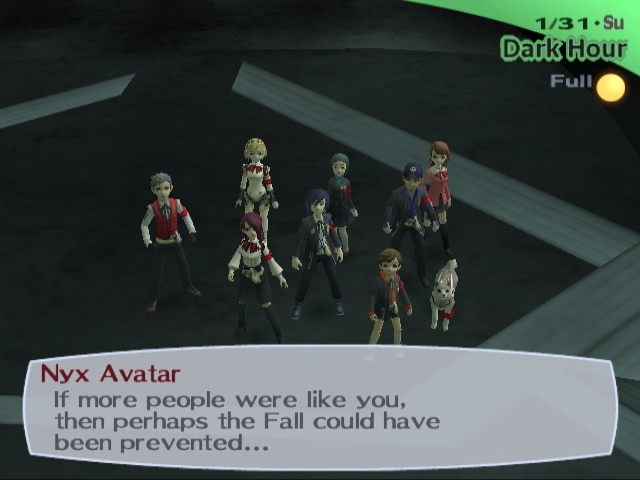 1/31·Su
Dark Hour
Full
Nyx Avatar
If more people were like you,
then perhaps the Fall could have
been prevented...